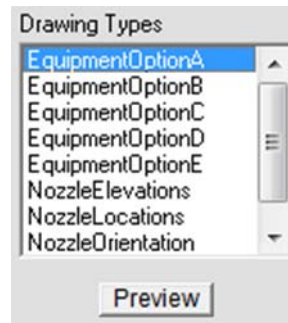 Drawing Types
EquipmentOptionA
EquipmentOptionB
EquipmentOptionC
EquipmentOptionD
EquipmentOptionE
NozzleElevations
NozzleLocations
NozzleOrientation
Preview